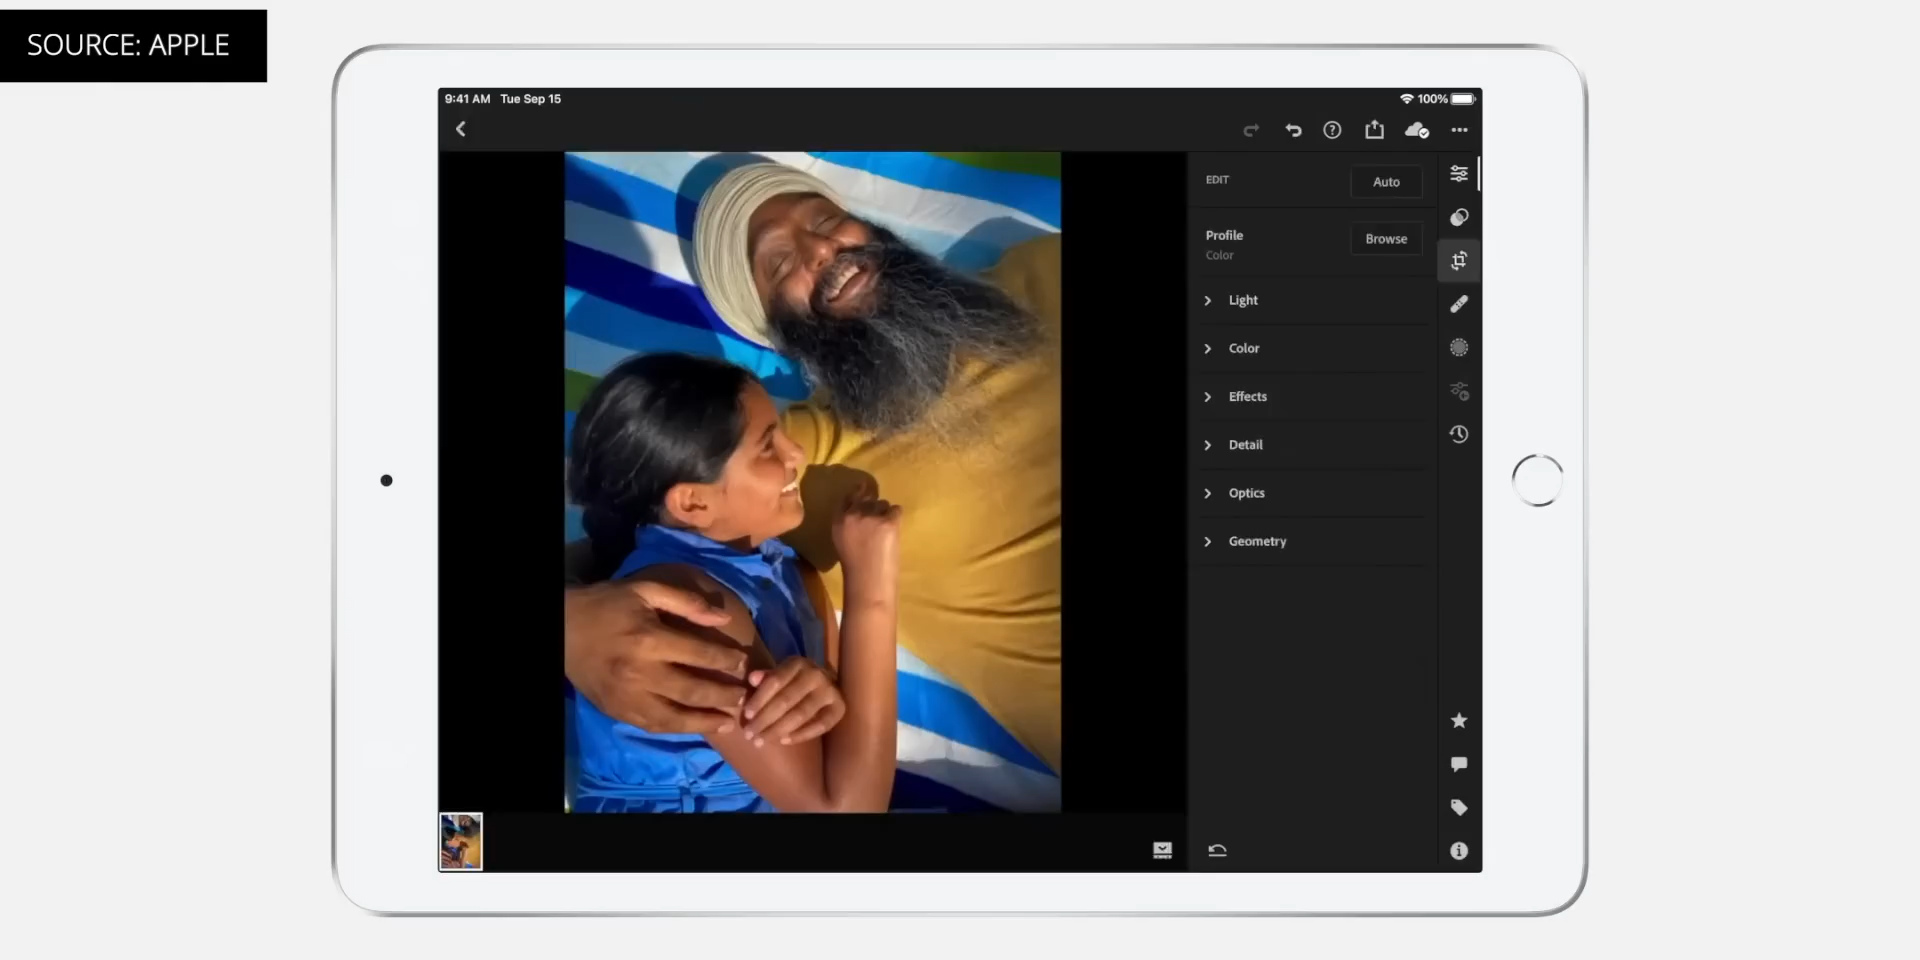 SOURCE: APPLE
9:41 AM Tue Sep 15
100%
EDIT
Auto
Profile
Browse
Color
Light
Color
Effects
Detail
Optics
Geometry